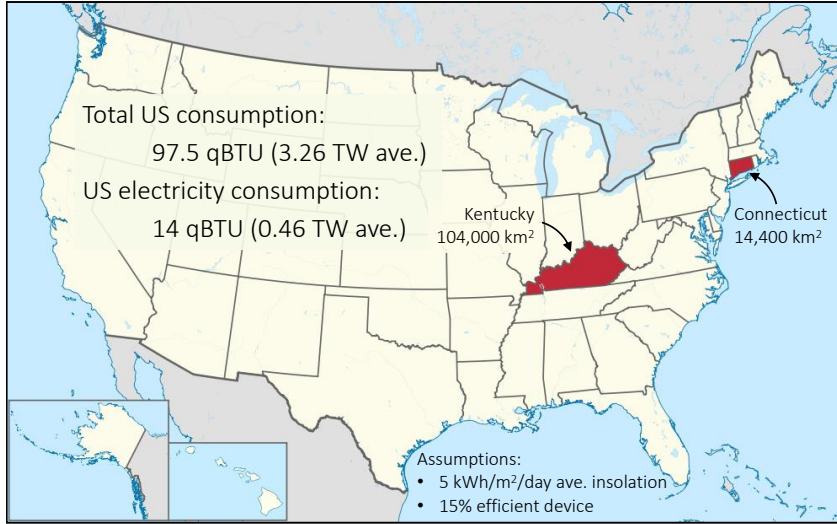 Total US consumption:
97.5 qBTU (3.26 TW ave.)
US electricity consumption:
14 qBTU (0.46 TW ave.)
Kentucky
104,000 km²
Connecticut
14,400 km²
Assumptions:
• 5 kWh/m²/day ave. insolation
• 15% efficient device